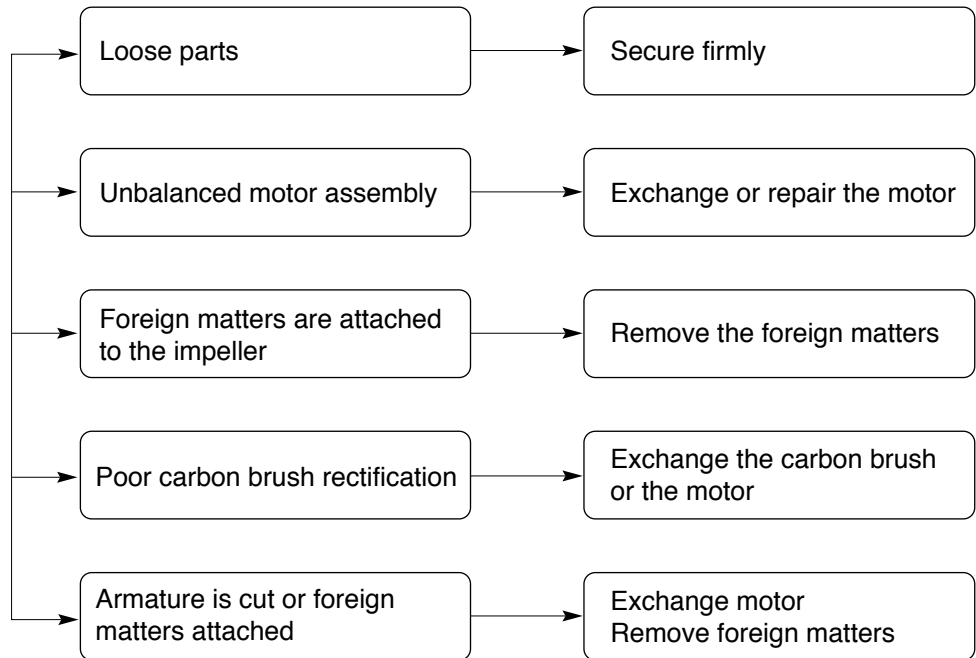 Loose parts
Secure firmly
Unbalanced motor assembly
Exchange or repair the motor
Foreign matters are attached
to the impeller
Remove the foreign matters
Poor carbon brush rectification
Exchange the carbon brush
or the motor
Armature is cut or foreign
matters attached
Exchange motor
Remove foreign matters